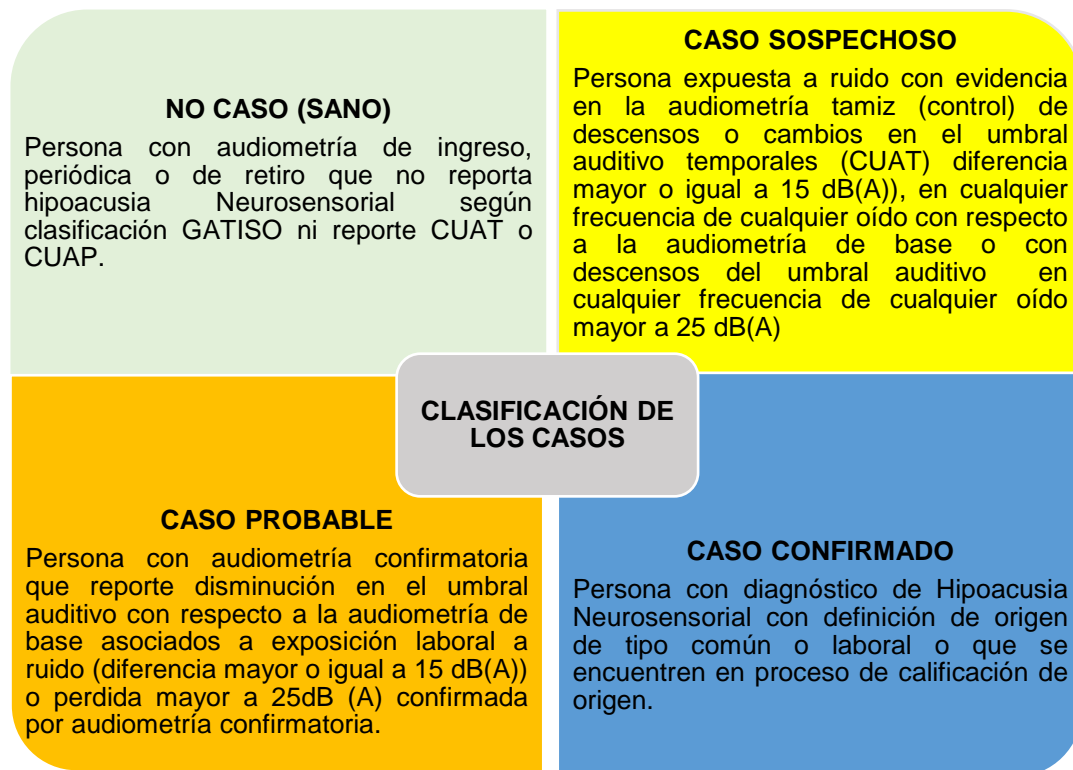 NO CASO (SANO)
Persona con audiometría de ingreso,
periódica o de retiro que no reporta
hipoacusia Neurosensorial según
clasificación GATISO ni reporte CUAT o
CUAP.
CASO SOSPECHOSO
Persona expuesta a ruido con evidencia
en la audiometría tamiz (control) de
descensos o cambios en el umbral
auditivo temporales (CUAT) diferencia
mayor o igual a 15 dB(A)), en cualquier
frecuencia de cualquier oído con respecto
a la audiometría de base o con
descensos del umbral auditivo en
cualquier frecuencia de cualquier oído
mayor a 25 dB(A)
CLASIFICACIÓN DE
LOS CASOS
CASO PROBABLE
Persona con audiometría confirmatoria
que reporte disminución en el umbral
auditivo con respecto a la audiometría de
base asociados a exposición laboral a
ruido (diferencia mayor o igual a 15 dB(A))
o perdida mayor a 25dB (A) confirmada
por audiometría confirmatoria.
CASO CONFIRMADO
Persona con diagnóstico de Hipoacusia
Neurosensorial con definición de origen
de tipo común o laboral o que se
encuentren en proceso de calificación de
origen.